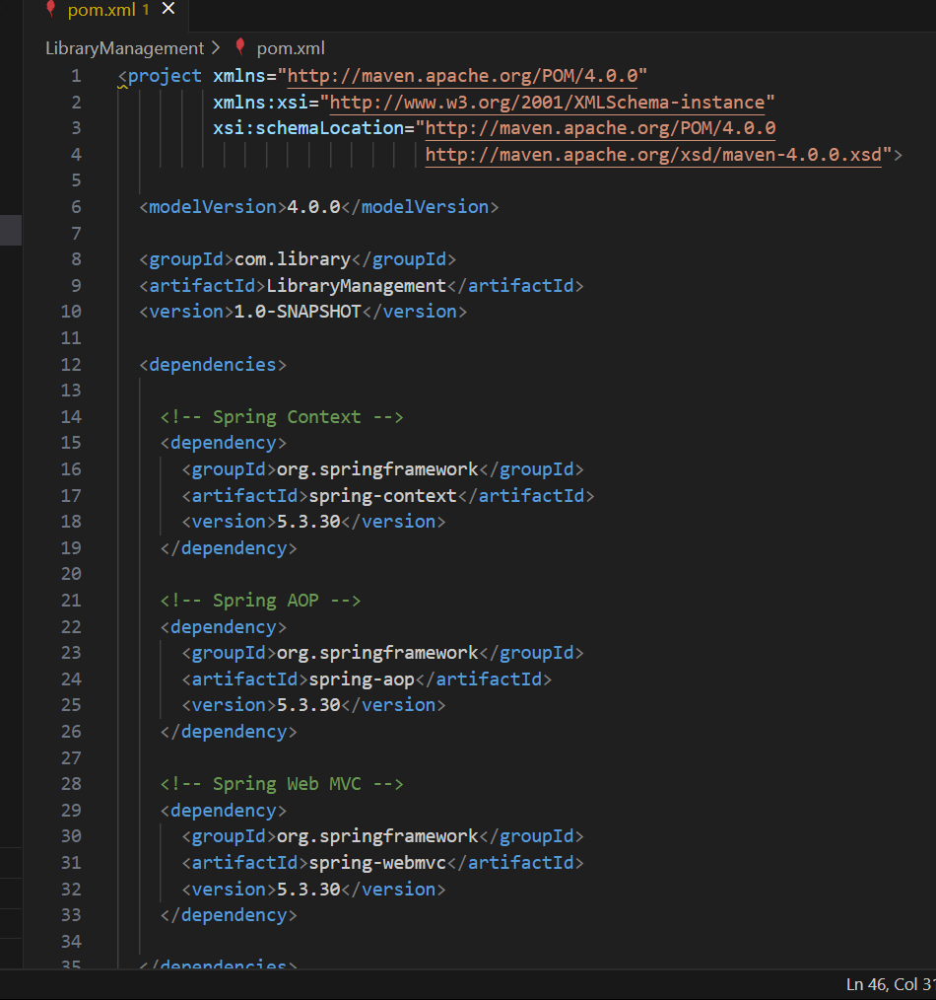 pom.xml 1 ×
LibraryManagement > pom.xml
1 <project xmlns="http://maven.apache.org/POM/4.0.0"
2 xmlns:xsi="http://www.w3.org/2001/XMLSchema-instance"
3 xsi:schemaLocation="http://maven.apache.org/POM/4.0.0
4 http://maven.apache.org/xsd/maven-4.0.0.xsd">
5
6 <modelVersion>4.0.0</modelVersion>
7
8 <groupId>com.library</groupId>
9 <artifactId>LibraryManagement</artifactId>
10 <version>1.0-SNAPSHOT</version>
11
12 <dependencies>
13
14 <!-- Spring Context -->
15 <dependency>
16 <groupId>org.springframework</groupId>
17 <artifactId>spring-context</artifactId>
18 <version>5.3.30</version>
19 </dependency>
20
21 <!-- Spring AOP -->
22 <dependency>
23 <groupId>org.springframework</groupId>
24 <artifactId>spring-aop</artifactId>
25 <version>5.3.30</version>
26 </dependency>
27
28 <!-- Spring Web MVC -->
29 <dependency>
30 <groupId>org.springframework</groupId>
31 <artifactId>spring-webmvc</artifactId>
32 <version>5.3.30</version>
33 </dependency>
34
35 </dependencies>
Ln 46, Col 31